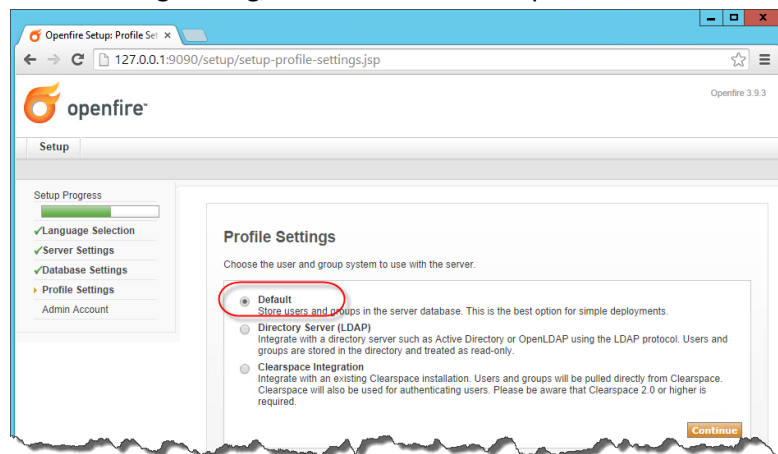 Openfire Setup: Profile Set
127.0.0.1:9090/setup/setup-profile-settings.jsp
openfire™
Openfire 3.9.3
Setup
Setup Progress
Language Selection
Server Settings
Database Settings
Profile Settings
Admin Account
Profile Settings
Choose the user and group system to use with the server.
Default
Store users and groups in the server database. This is the best option for simple deployments.
Directory Server (LDAP)
Integrate with a directory server such as Active Directory or OpenLDAP using the LDAP protocol. Users and
groups are stored in the directory and treated as read-only.
Clearspace Integration
Integrate with an existing Clearspace installation. Users and groups will be pulled directly from Clearspace.
Clearspace will also be used for authenticating users. Please be aware that Clearspace 2.0 or higher is
required.
Continue